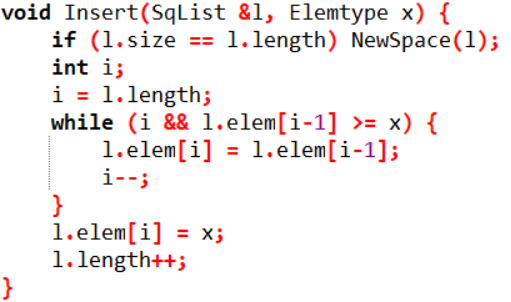 void Insert(SqList &l, Elemtype x) {
    if (l.size == l.length) NewSpace(l);
    int i;
    i = l.length;
    while (i && l.elem[i-1] >= x) {
        l.elem[i] = l.elem[i-1];
        i--;
    }
    l.elem[i] = x;
    l.length++;
}